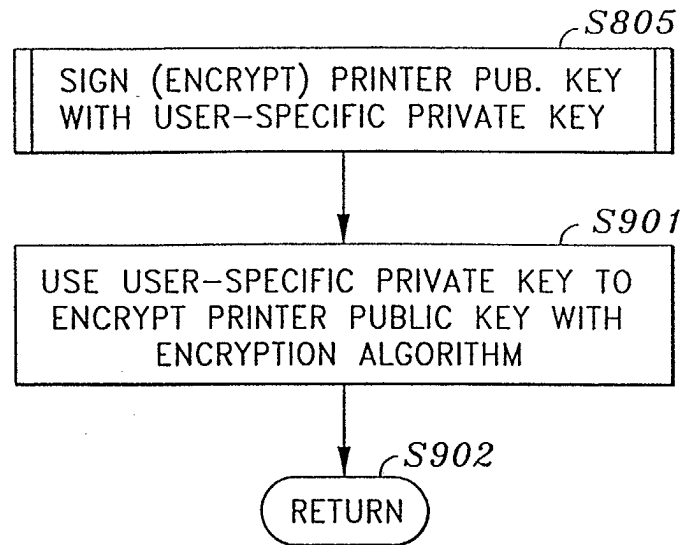 S805
SIGN (ENCRYPT) PRINTER PUB. KEY
WITH USER-SPECIFIC PRIVATE KEY
S901
USE USER-SPECIFIC PRIVATE KEY TO
ENCRYPT PRINTER PUBLIC KEY WITH
ENCRYPTION ALGORITHM
S902
RETURN